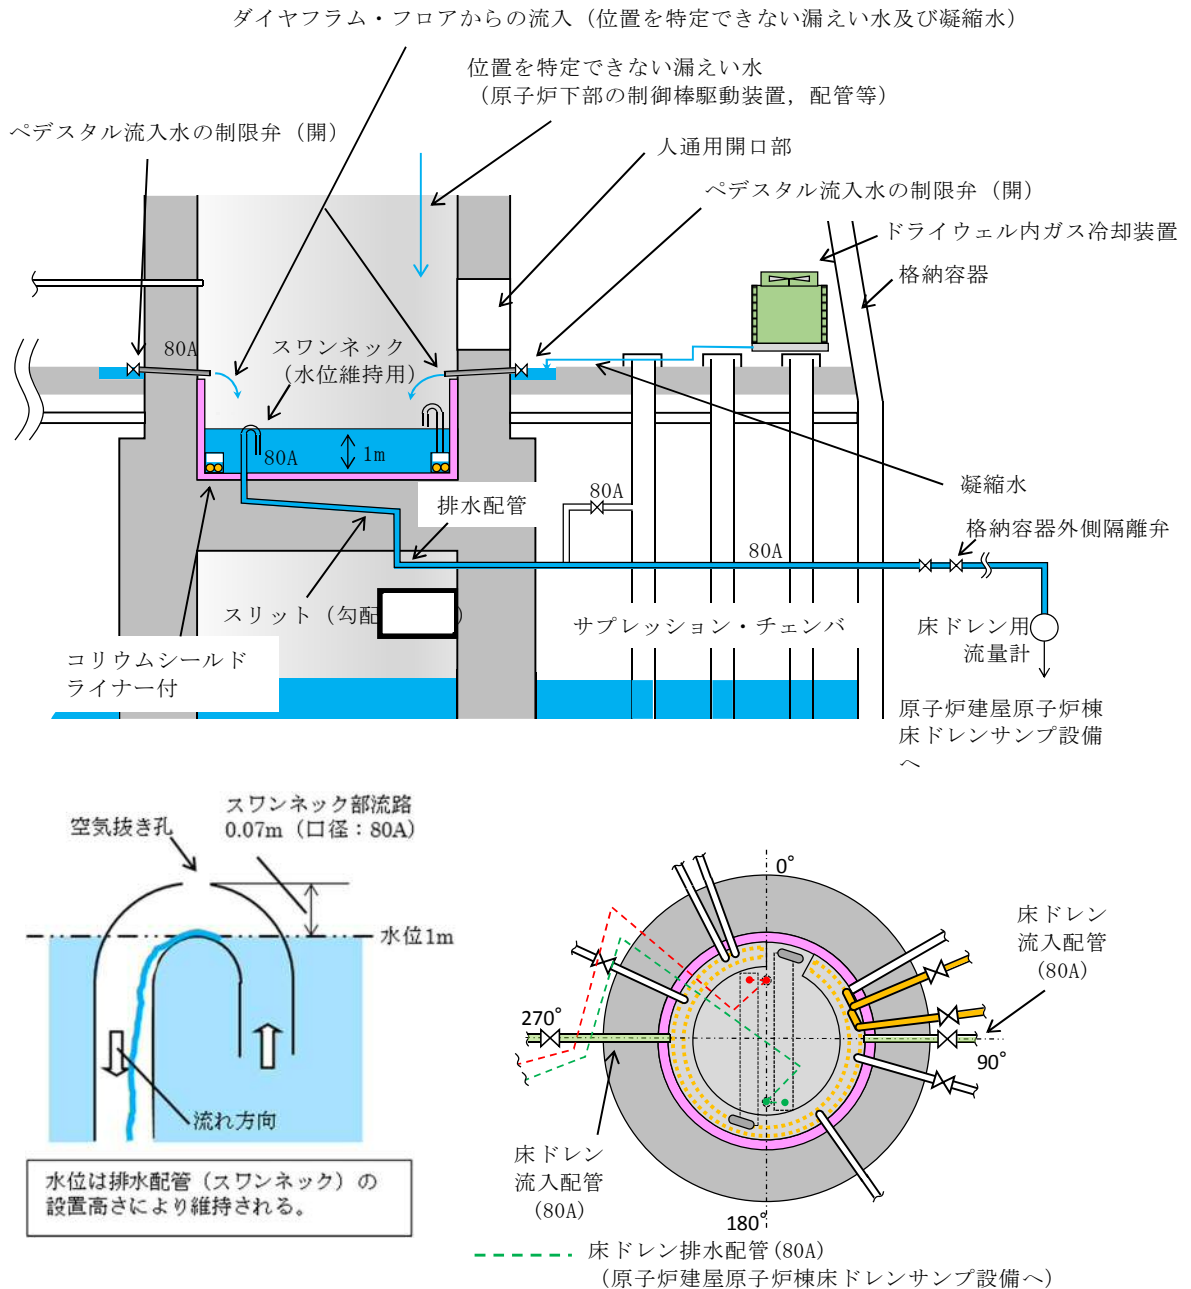 ダイヤフラム・フロアからの流入（位置を特定できない漏えい水及び凝縮水）
位置を特定できない漏えい水
（原子炉下部の制御棒駆動装置，配管等）
ペデスタル流入水の制限弁（開）
人通用開口部
ペデスタル流入水の制限弁（開）
ドライウェル内ガス冷却装置
格納容器
80A
スワンネック
（水位維持用）
80A
1m
凝縮水
排水配管
80A
80A
格納容器外側隔離弁
スリット（勾配
）
サプレッション・チェンバ
床ドレン用
流量計
コリウムシールド
ライナー付
原子炉建屋原子炉棟
床ドレンサンプ設備
へ
スワンネック部流路
0.07m（口径：80A）
空気抜き孔
水位1m
流れ方向
水位は排水配管（スワンネック）の
設置高さにより維持される。
0°
床ドレン
流入配管
(80A)
270°
90°
床ドレン
流入配管
(80A)
180°
床ドレン排水配管(80A)
（原子炉建屋原子炉棟床ドレンサンプ設備へ）